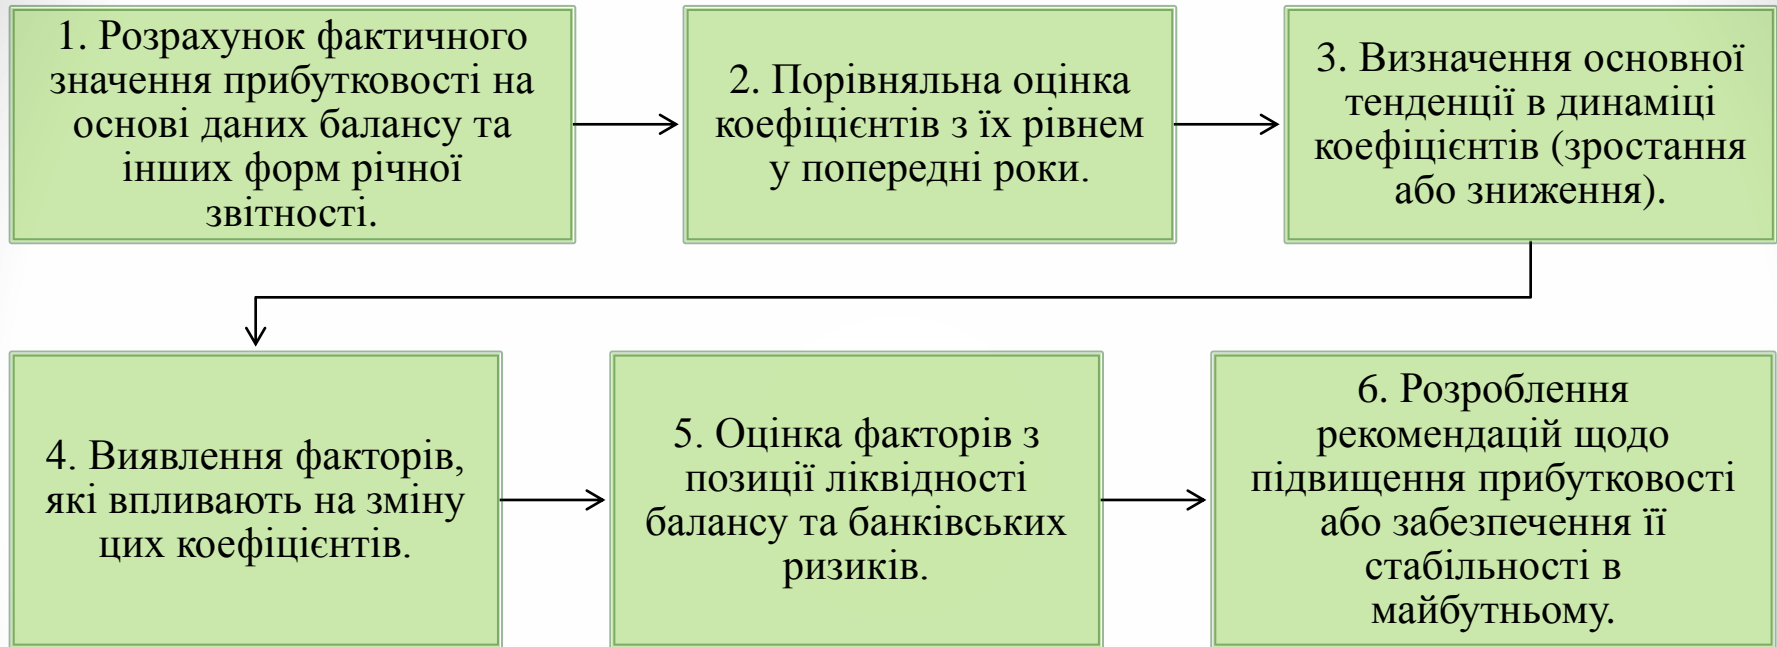 1. Розрахунок фактичного
значення прибутковості на
основі даних балансу та
інших форм річної
звітності.
2. Порівняльна оцінка
коефіцієнтів з їх рівнем
у попередні роки.
3. Визначення основної
тенденції в динаміці
коефіцієнтів (зростання
або зниження).
4. Виявлення факторів,
які впливають на зміну
цих коефіцієнтів.
5. Оцінка факторів з
позиції ліквідності
балансу та банківських
ризиків.
6. Розроблення
рекомендацій щодо
підвищення прибутковості
або забезпечення її
стабільності в
майбутньому.